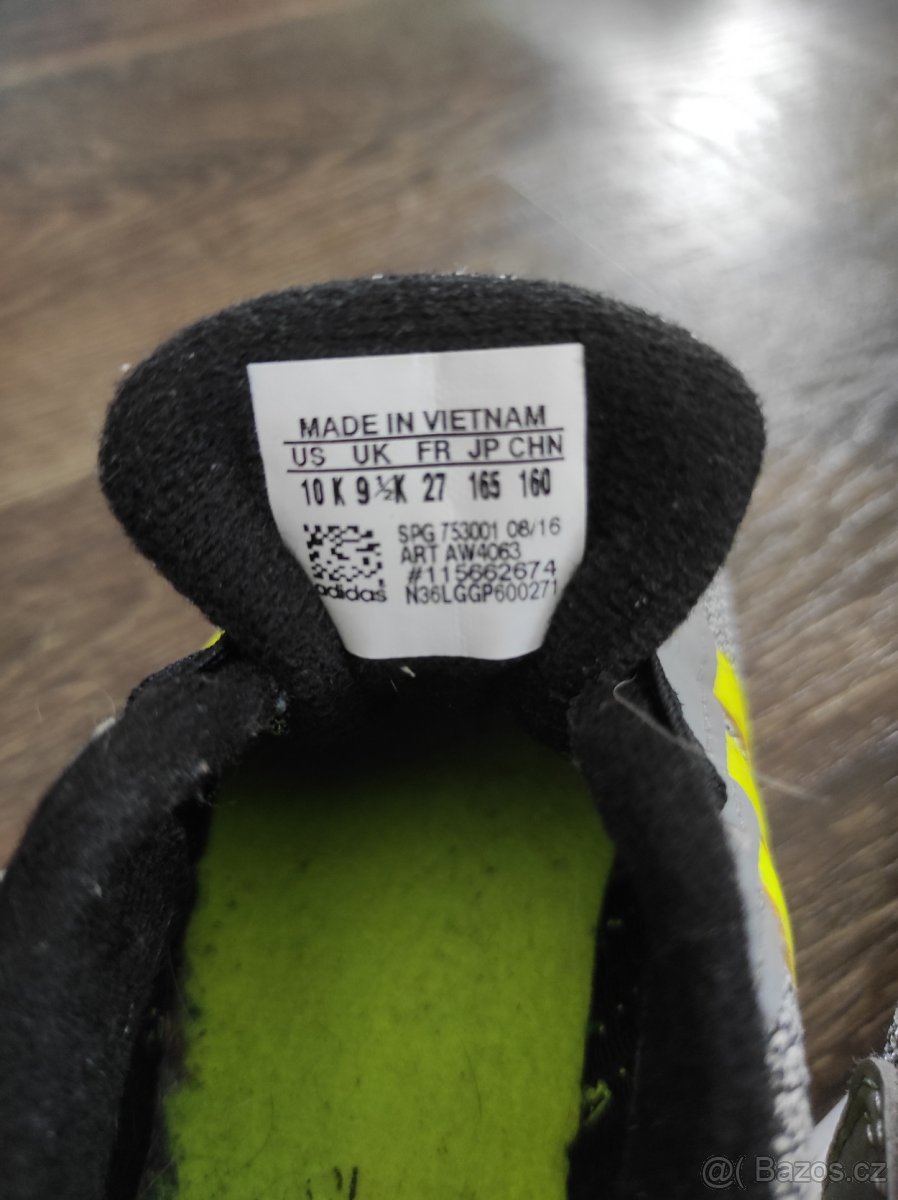 MADE IN VIETNAM
US UK FR JP CHN
10 K 9 ½K 27 165 160
SPG 753001 08/16
ART AW4063
#115662674
adidas N36LGGP600271
@( Bazos.cz